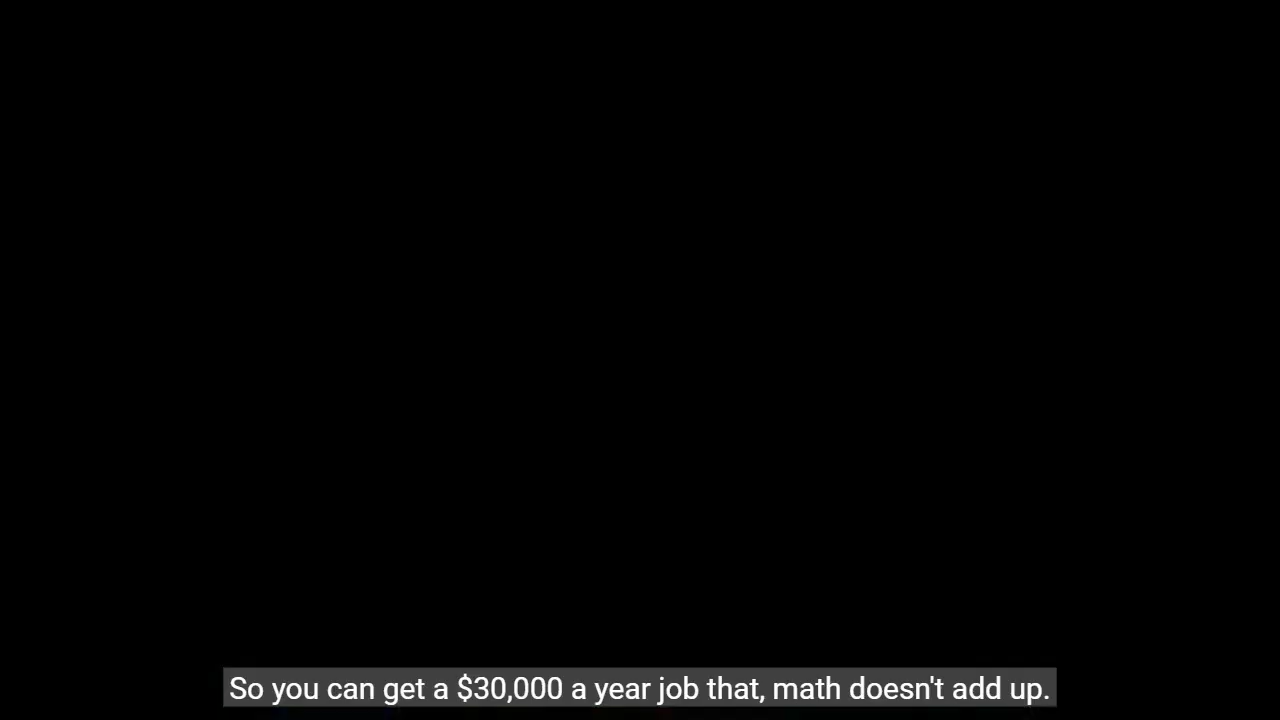 So you can get a $30,000 a year job that, math doesn't add up.